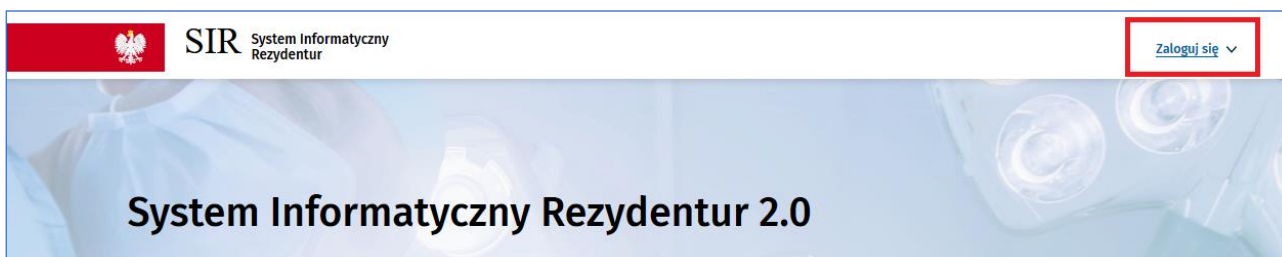 SIR System Informatyczny
Rezydentur
Zaloguj się
System Informatyczny Rezydentur 2.0